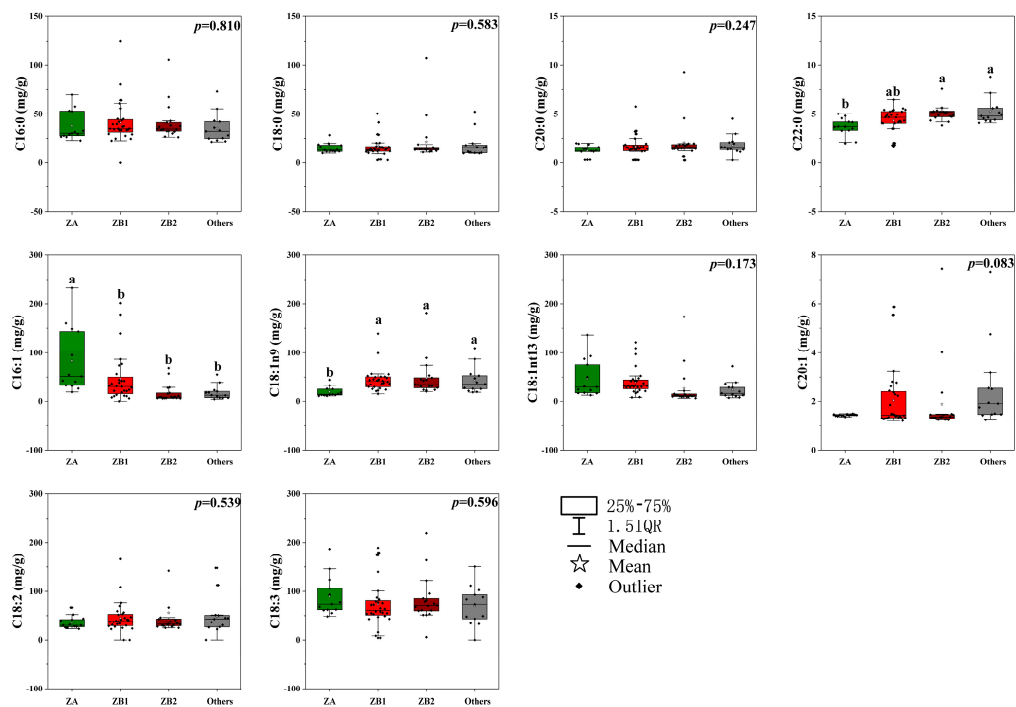 C16:0 (mg/g)
150
100
50
0
-50
p=0.810
ZA ZB1 ZB2 Others
C18:0 (mg/g)
150
100
50
0
-50
p=0.583
ZA ZB1 ZB2 Others
C20:0 (mg/g)
15
10
5
0
-5
p=0.247
ZA ZB1 ZB2 Others
C22:0 (mg/g)
15
10
5
0
-5
b ab a a
ZA ZB1 ZB2 Others
C16:1 (mg/g)
300
200
100
0
-100
a b b b
ZA ZB1 ZB2 Others
C18:1n9 (mg/g)
300
200
100
0
-100
b a a a
ZA ZB1 ZB2 Others
C18:1nt13 (mg/g)
300
200
100
0
-100
p=0.173
ZA ZB1 ZB2 Others
C20:1 (mg/g)
8
6
4
2
0
p=0.083
ZA ZB1 ZB2 Others
C18:2 (mg/g)
300
200
100
0
-100
p=0.539
ZA ZB1 ZB2 Others
C18:3 (mg/g)
300
200
100
0
-100
p=0.596
ZA ZB1 ZB2 Others
25%-75%
1.5IQR
Median
Mean
Outlier